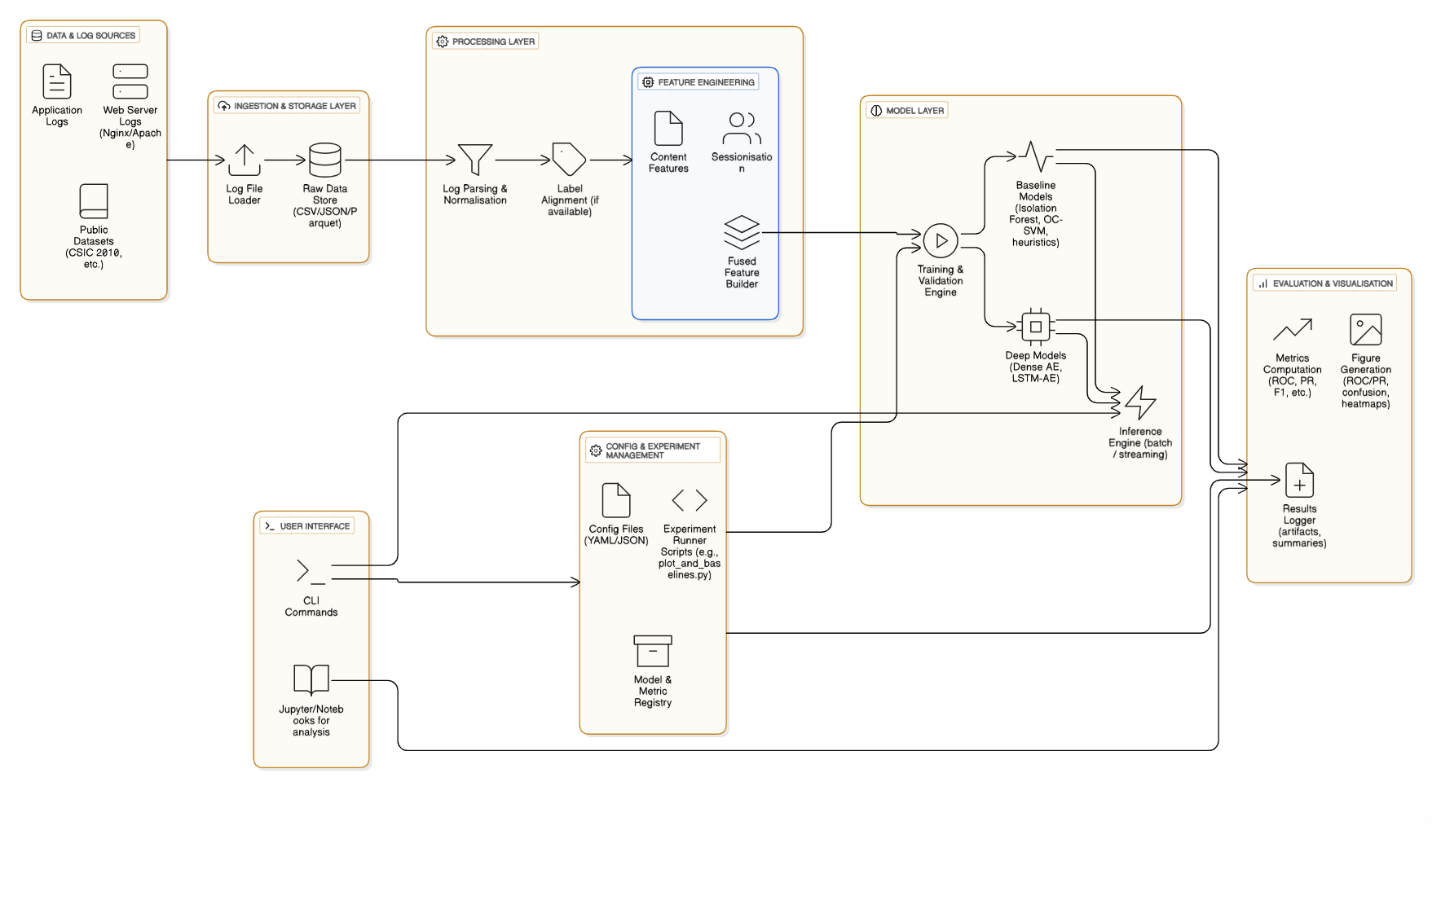 DATA & LOG SOURCES
Application
Logs
Web Server
Logs
(Nginx/Apach
e)
Public
Datasets
(CSIC 2010,
etc.)
INGESTION & STORAGE LAYER
Log File
Loader
Raw Data
Store
(CSV/JSON/P
arquet)
PROCESSING LAYER
Log Parsing &
Normalisation
Label
Alignment (if
available)
FEATURE ENGINEERING
Content
Features
Sessionisatio
n
Fused
Feature
Builder
MODEL LAYER
Training &
Validation
Engine
Baseline
Models
(Isolation
Forest, OC-
SVM,
heuristics)
Deep Models
(Dense AE,
LSTM-AE)
Inference
Engine (batch
/ streaming)
EVALUATION & VISUALISATION
Metrics
Computation
(ROC, PR,
F1, etc.)
Figure
Generation
(ROC/PR,
confusion,
heatmaps)
Results
Logger
(artifacts,
summaries)
CONFIG & EXPERIMENT
MANAGEMENT
Config Files
(YAML/JSON)
Experiment
Runner
Scripts (e.g.,
plot_and_bas
elines.py)
Model &
Metric
Registry
USER INTERFACE
CLI
Commands
Jupyter/Noteb
ooks for
analysis